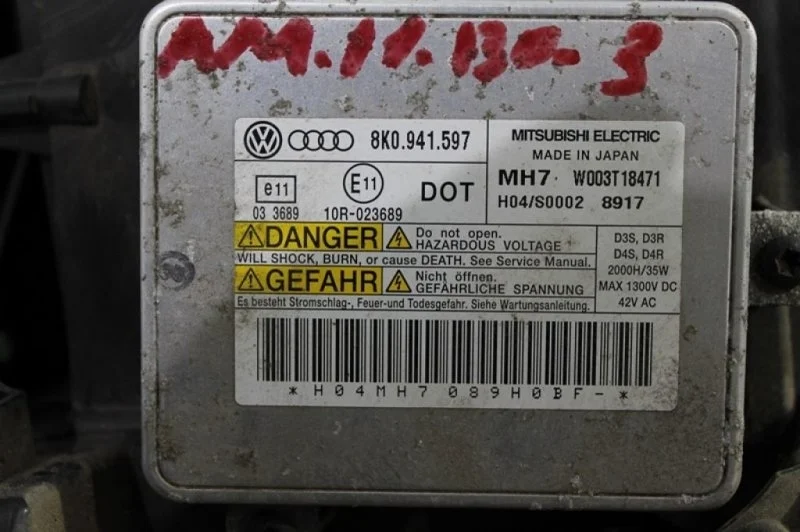 AM.11.130-3
VW 8K0.941.597
MITSUBISHI ELECTRIC
MADE IN JAPAN
MH7 W003T18471
H04/S0002 8917
e11 E11 DOT
03 3689 10R-023689
DANGER Do not open.
HAZARDOUS VOLTAGE
WILL SHOCK, BURN, or cause DEATH. See Service Manual.
GEFAHR Nicht öffnen.
GEFÄHRLICHE SPANNUNG
Es besteht Stromschlag-, Feuer-und Todesgefahr. Siehe Wartungsanleitung.
D3S, D3R
D4S, D4R
2000H/35W
MAX 1300V DC
42V AC
*H04MH7089H0BF-*